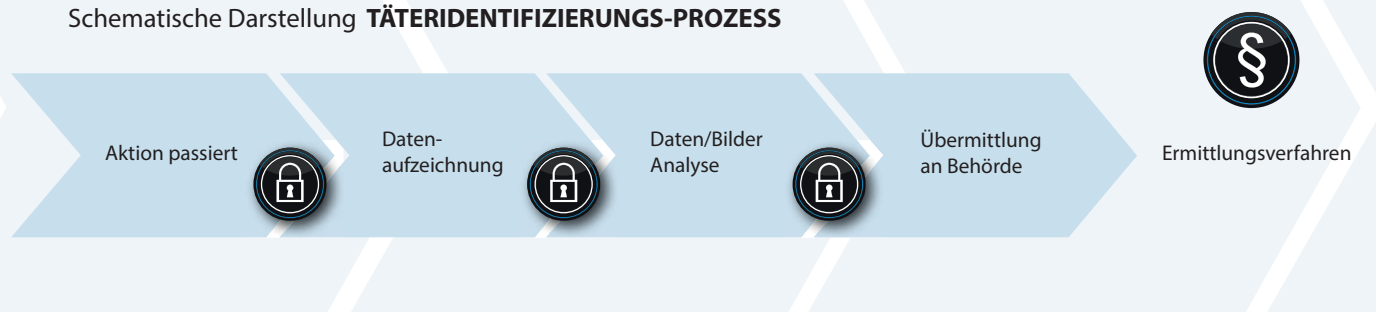 Schematische Darstellung TÄTERIDENTIFIZIERUNGS-PROZESS
§
Aktion passiert
Daten-
aufzeichnung
Daten/Bilder
Analyse
Übermittlung
an Behörde
Ermittlungsverfahren